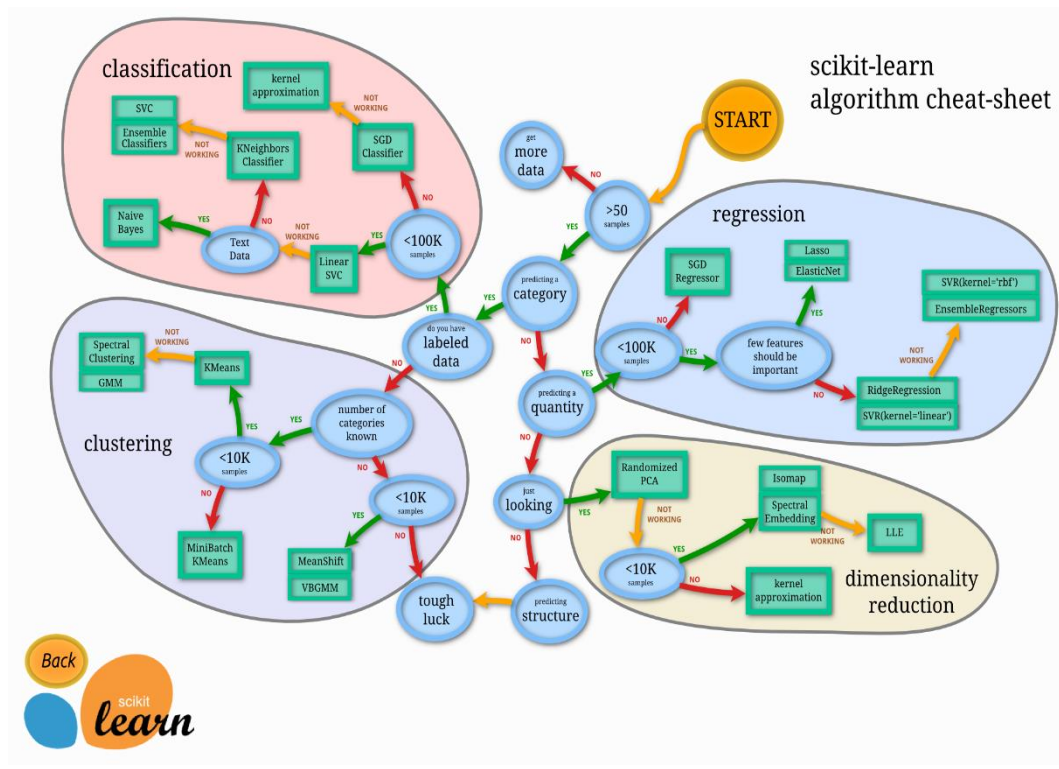 scikit-learn
algorithm cheat-sheet
START
classification
kernel
approximation
NOT
WORKING
SVC
Ensemble
Classifiers
NOT
WORKING
KNeighbors
Classifier
SGD
Classifier
NO
Naive
Bayes
YES
Text
Data
NO
NOT
WORKING
Linear
SVC
YES
<100K
samples
YES
get
more
data
NO
>50
samples
YES
predicting a
category
YES
NO
do you have
labeled
data
NO
predicting a
quantity
YES
NO
just
looking
YES
NO
predicting
structure
tough
luck
regression
SGD
Regressor
NO
<100K
samples
YES
Lasso
ElasticNet
YES
few features
should be
important
NO
SVR(kernel='rbf')
EnsembleRegressors
NOT
WORKING
RidgeRegression
SVR(kernel='linear')
clustering
Spectral
Clustering
GMM
NOT
WORKING
KMeans
YES
<10K
samples
YES
NO
number of
categories
known
NO
MiniBatch
KMeans
<10K
samples
YES
NO
MeanShift
VBGMM
Randomized
PCA
NOT
WORKING
<10K
samples
YES
NO
Isomap
Spectral
Embedding
NOT
WORKING
LLE
kernel
approximation
dimensionality
reduction
Back
scikit
learn